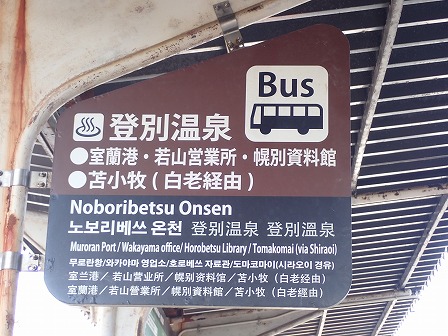 Bus
登別温泉
●室蘭港・若山営業所・幌別資料館
●苫小牧(白老経由)
Noboribetsu Onsen
노보리베쓰 온천 登别温泉 登別溫泉
Muroran Port / Wakayama office/ Horobetsu Library / Tomakomai (via Shiraoi)
무로란항/와카야마 영업소/호로베쓰 자료관/도마코마이(시라오이 경유)
室兰港／若山营业所／幌别资料馆／苫小牧（白老经由）
室蘭港／若山營業所／幌別資料館／苫小牧（白老經由）